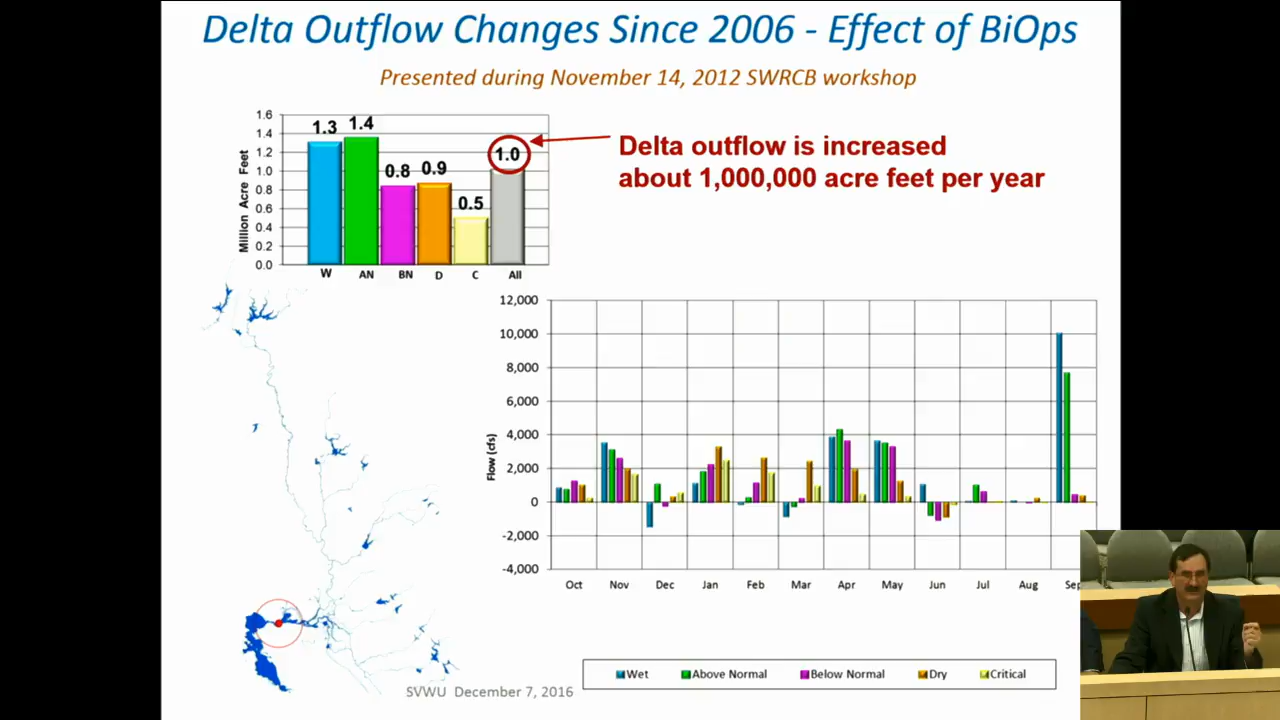 Delta Outflow Changes Since 2006 - Effect of BiOps
Presented during November 14, 2012 SWRCB workshop
Million Acre Feet
1.6
1.4
1.2
1.0
0.8
0.6
0.4
0.2
0.0
1.3
1.4
0.8
0.9
0.5
1.0
W AN BN D C All
Delta outflow is increased
about 1,000,000 acre feet per year
Flow (cfs)
12,000
10,000
8,000
6,000
4,000
2,000
0
-2,000
-4,000
Oct Nov Dec Jan Feb Mar Apr May Jun Jul Aug Sep
Wet Above Normal Below Normal Dry Critical
SVWU December 7, 2016